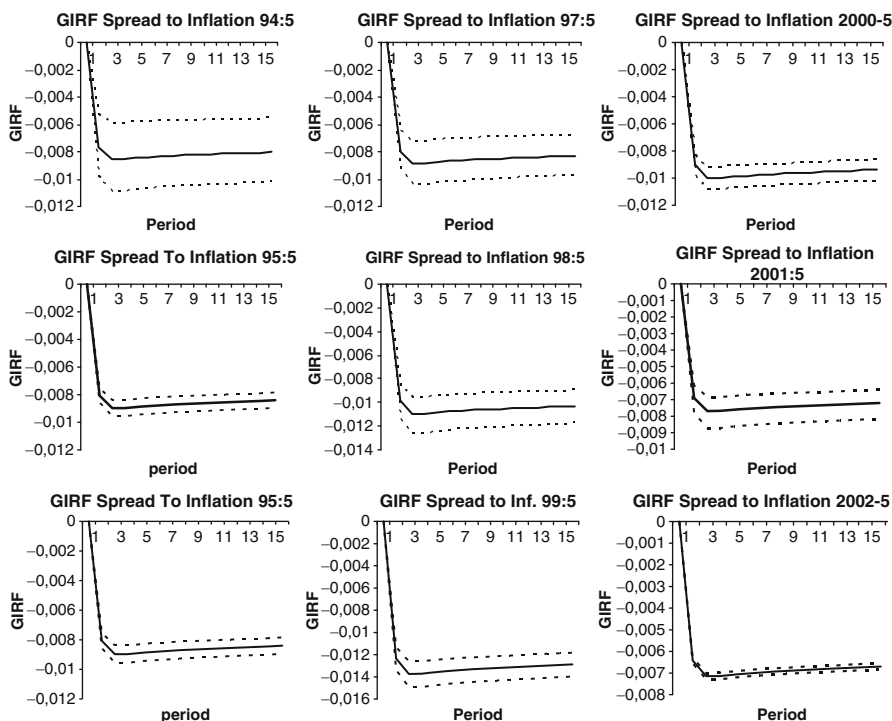 GIRF Spread to Inflation 94:5
0
−0,002
−0,004
−0,006
−0,008
−0,01
−0,012
1 3 5 7 9 11 13 15
GIRF
Period
GIRF Spread to Inflation 97:5
0
−0,002
−0,004
−0,006
−0,008
−0,01
−0,012
1 3 5 7 9 11 13 15
GIRF
Period
GIRF Spread to Inflation 2000-5
0
−0,002
−0,004
−0,006
−0,008
−0,01
−0,012
1 3 5 7 9 11 13 15
GIRF
Period
GIRF Spread To Inflation 95:5
0
−0,002
−0,004
−0,006
−0,008
−0,01
−0,012
1 3 5 7 9 11 13 15
GIRF
period
GIRF Spread to Inflation 98:5
0
−0,002
−0,004
−0,006
−0,008
−0,01
−0,012
−0,014
1 3 5 7 9 11 13 15
GIRF
Period
GIRF Spread to Inflation
2001:5
0
−0,001
−0,002
−0,003
−0,004
−0,005
−0,006
−0,007
−0,008
−0,009
−0,01
1 3 5 7 9 11 13 15
GIRF
Period
GIRF Spread To Inflation 95:5
0
−0,002
−0,004
−0,006
−0,008
−0,01
−0,012
1 3 5 7 9 11 13 15
GIRF
period
GIRF Spread to Inf. 99:5
0
−0,002
−0,004
−0,006
−0,008
−0,01
−0,012
−0,014
−0,016
1 3 5 7 9 11 13 15
GIRF
Period
GIRF Spread to Inflation 2002-5
0
−0,001
−0,002
−0,003
−0,004
−0,005
−0,006
−0,007
−0,008
1 3 5 7 9 11 13 15
GIRF
Period